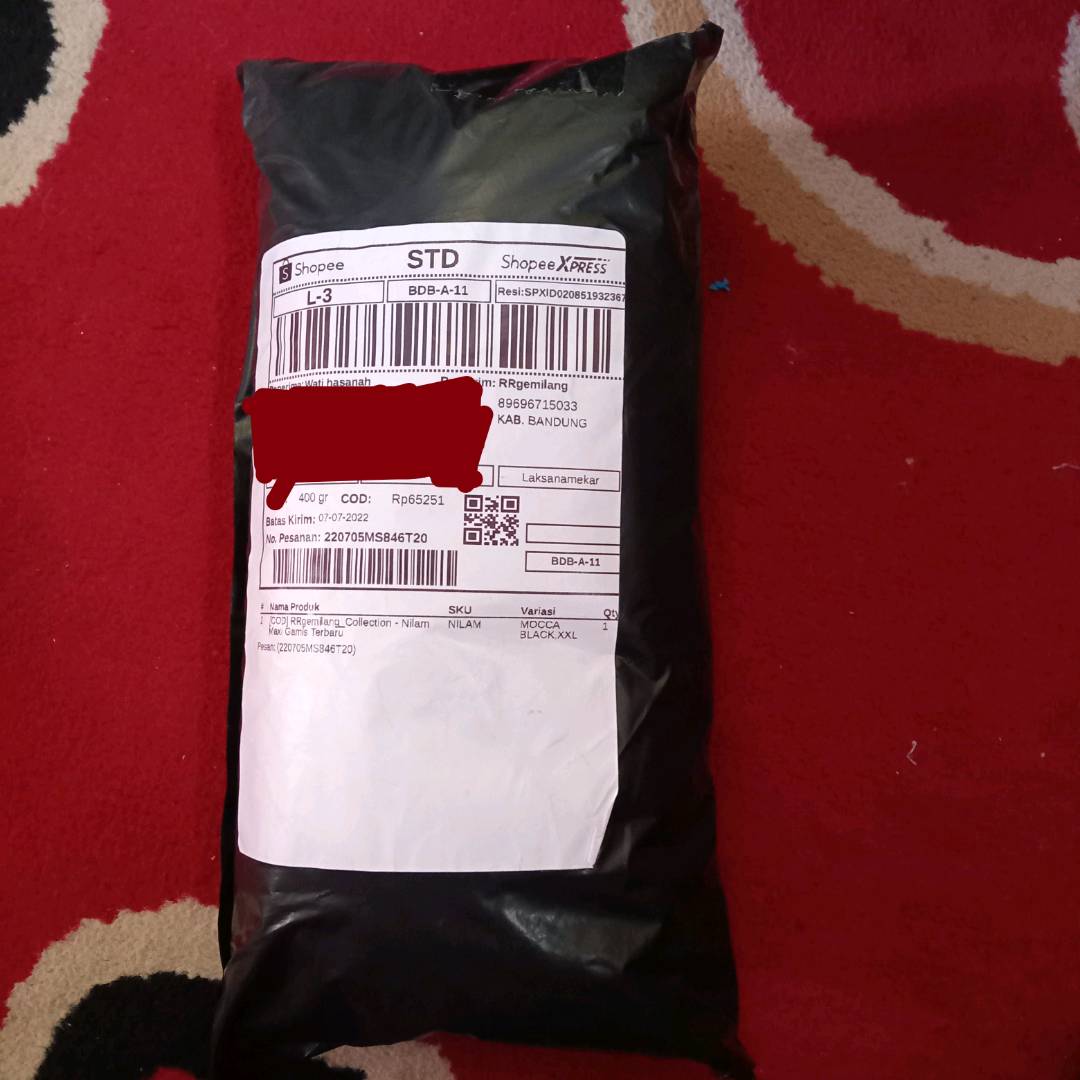 Shopee STD Shopee XPRESS
L-3 BDB-A-11 Resi:SPXID020851932367
Penerima: Wati hasanah im: RRgemilang
89696715033
KAB. BANDUNG
Laksanamekar
400 gr COD: Rp65251
Batas Kirim: 07-07-2022
No. Pesanan: 220705MS846T20
BDB-A-11
# Nama Produk SKU Variasi Qty
1 [COD] RRgemilang_Collection - Nilam NILAM MOCCA 1
Maxi Gamis Terbaru BLACK,XXL
Pesan: (220705MS846T20)